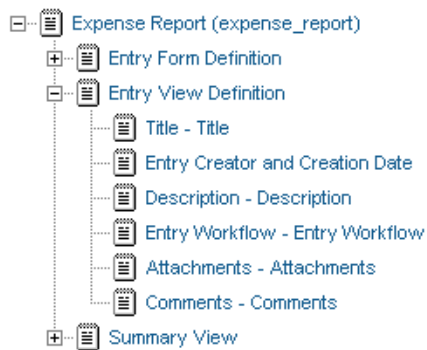 Expense Report (expense_report)
Entry Form Definition
Entry View Definition
Title - Title
Entry Creator and Creation Date
Description - Description
Entry Workflow - Entry Workflow
Attachments - Attachments
Comments - Comments
Summary View